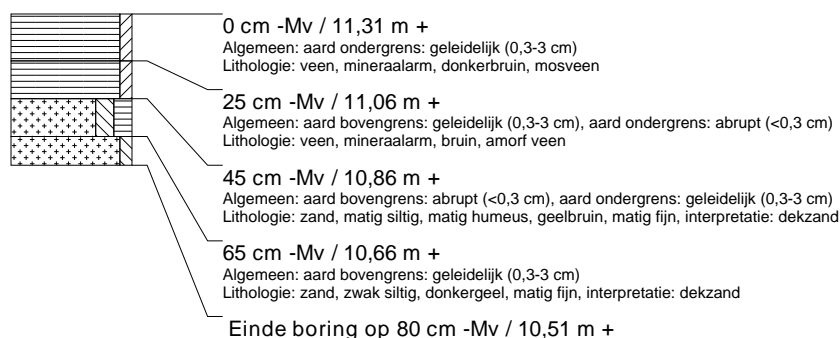 0 cm -Mv / 11,31 m +
Algemeen: aard ondergrens: geleidelijk (0,3-3 cm)
Lithologie: veen, mineraalarm, donkerbruin, mosveen
25 cm -Mv / 11,06 m +
Algemeen: aard bovengrens: geleidelijk (0,3-3 cm), aard ondergrens: abrupt (<0,3 cm)
Lithologie: veen, mineraalarm, bruin, amorf veen
45 cm -Mv / 10,86 m +
Algemeen: aard bovengrens: abrupt (<0,3 cm), aard ondergrens: geleidelijk (0,3-3 cm)
Lithologie: zand, matig siltig, matig humeus, geelbruin, matig fijn, interpretatie: dekzand
65 cm -Mv / 10,66 m +
Algemeen: aard bovengrens: geleidelijk (0,3-3 cm)
Lithologie: zand, zwak siltig, donkergeel, matig fijn, interpretatie: dekzand
Einde boring op 80 cm -Mv / 10,51 m +